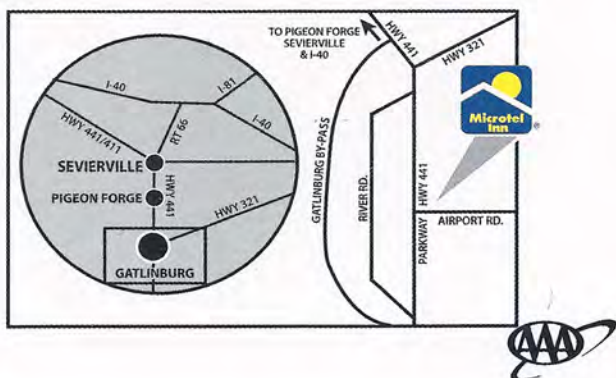 I-40
I-81
HWY 441/411
RT 66
I-40
SEVIERVILLE
PIGEON FORGE
HWY 441
HWY 321
GATLINBURG
TO PIGEON FORGE
SEVIERVILLE
& I-40
HWY 441
HWY 321
Microtel
Inn
®
GATLINBURG BY-PASS
RIVER RD.
HWY 441
PARKWAY
AIRPORT RD.
AAA